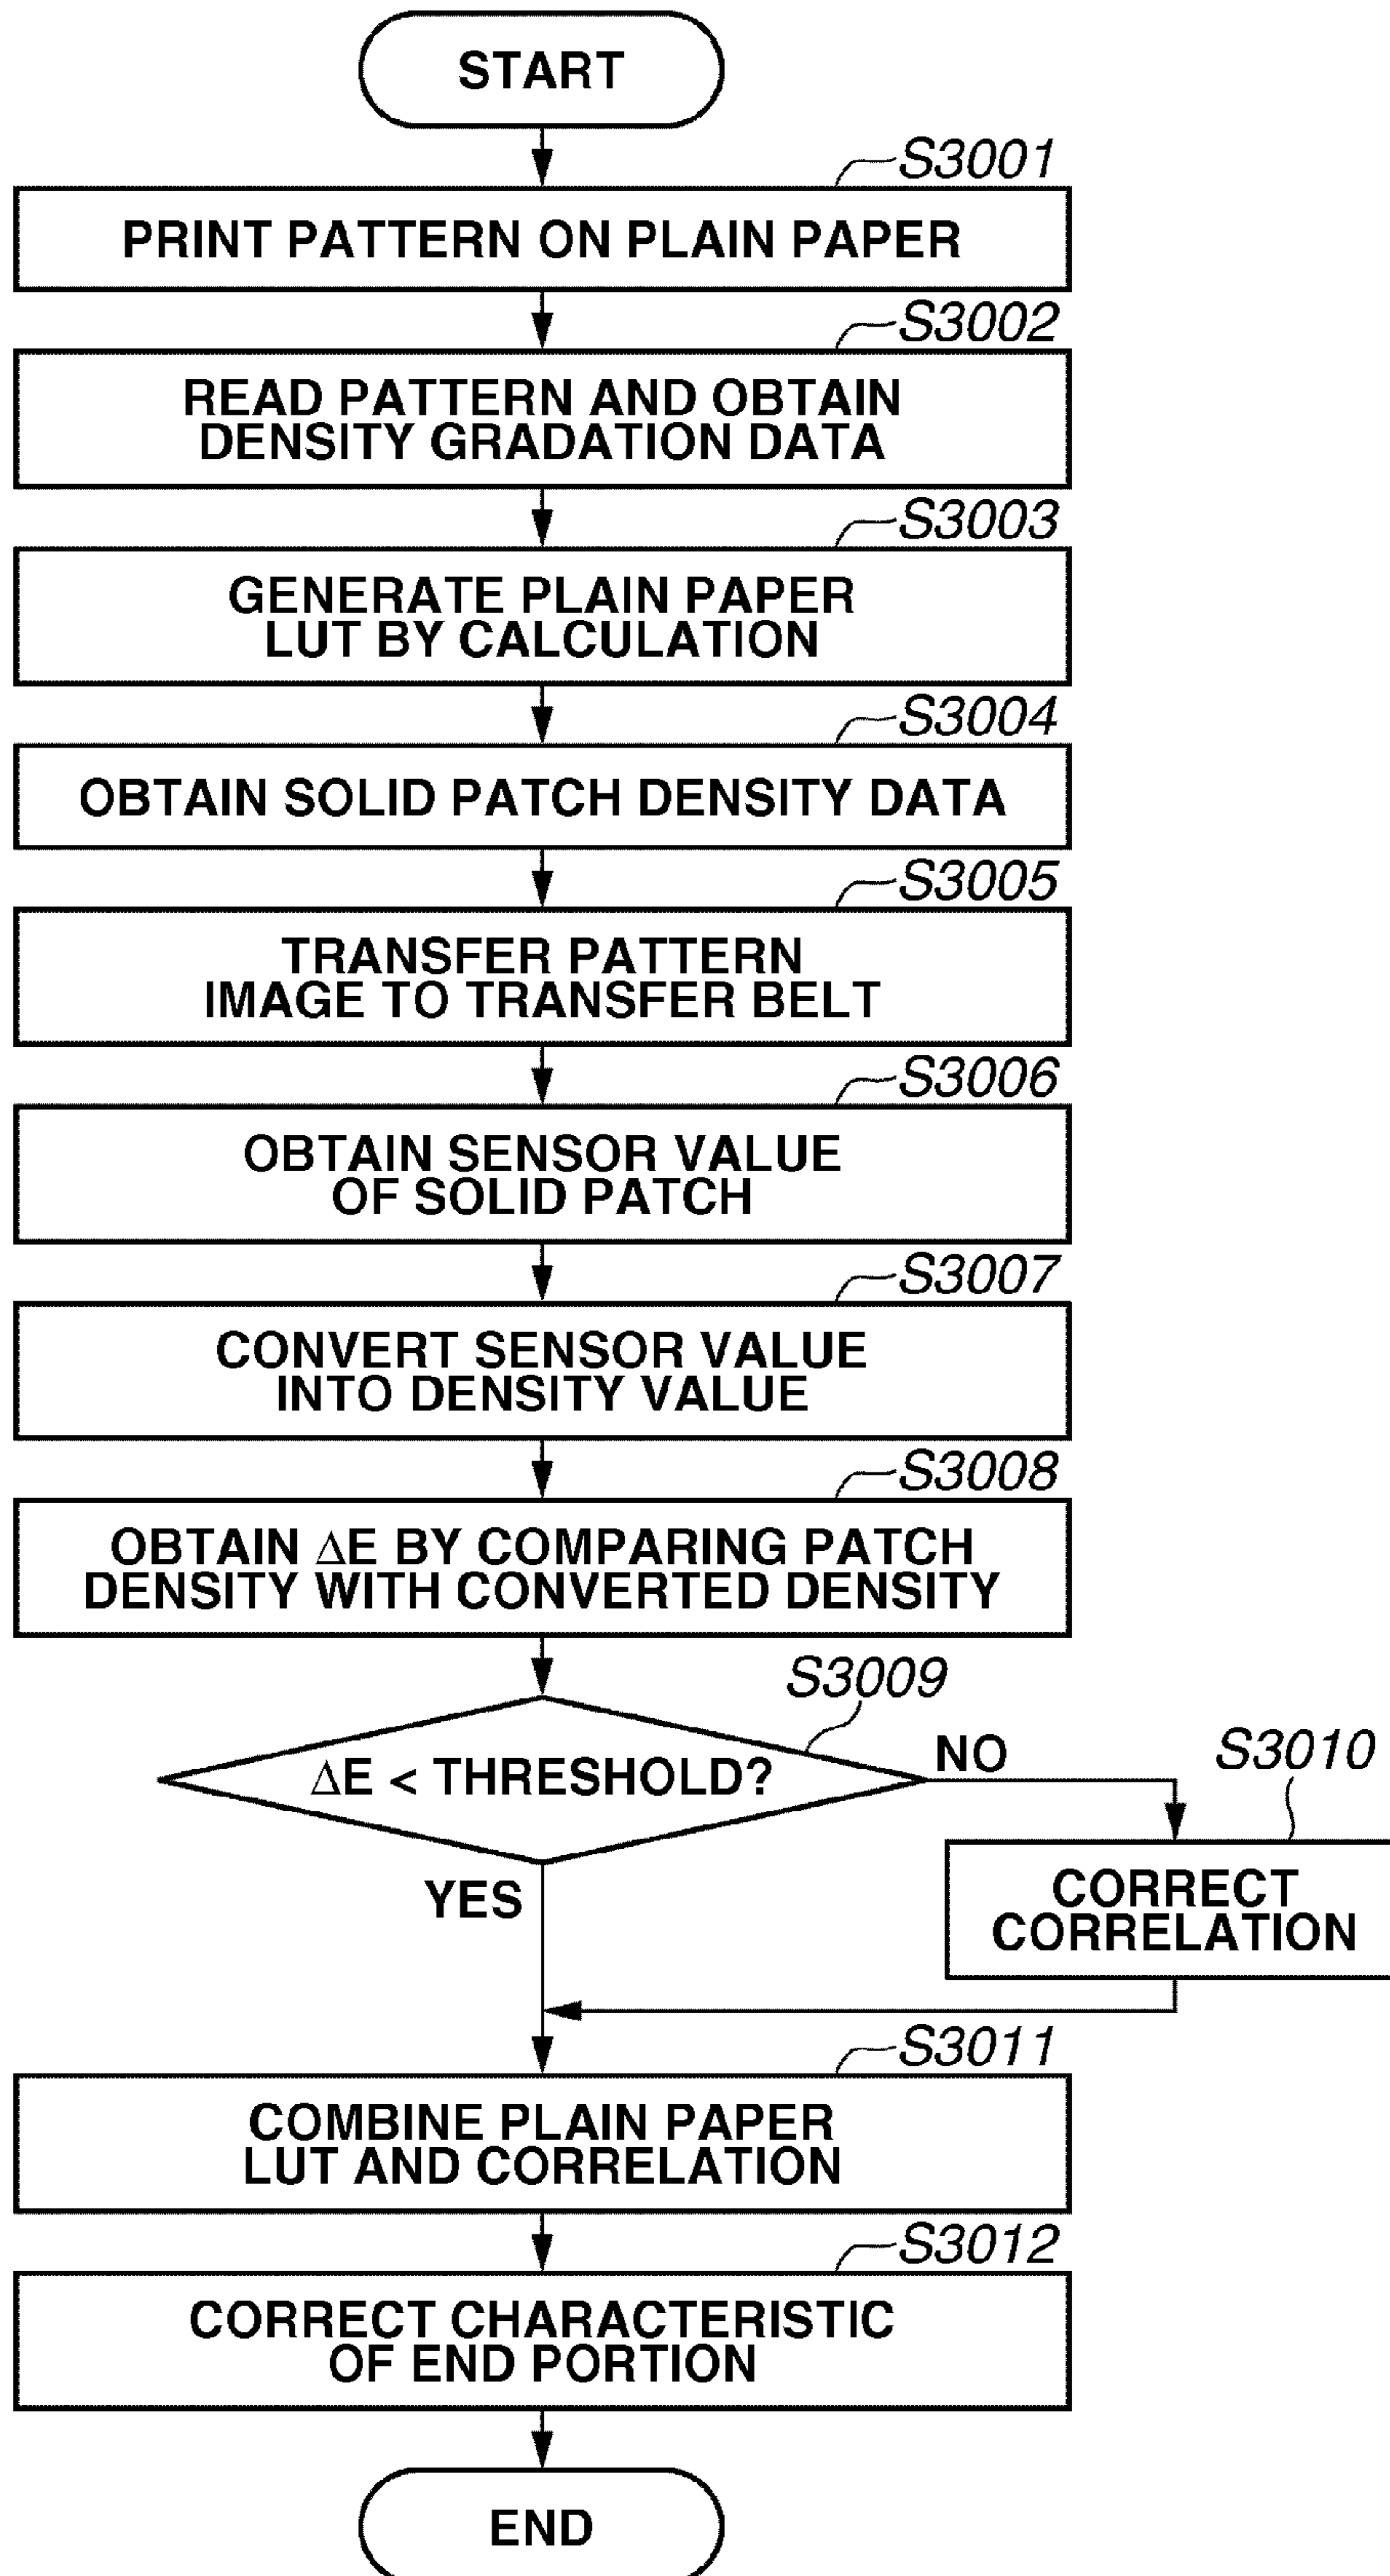 START
S3001
PRINT PATTERN ON PLAIN PAPER
S3002
READ PATTERN AND OBTAIN
DENSITY GRADATION DATA
S3003
GENERATE PLAIN PAPER
LUT BY CALCULATION
S3004
OBTAIN SOLID PATCH DENSITY DATA
S3005
TRANSFER PATTERN
IMAGE TO TRANSFER BELT
S3006
OBTAIN SENSOR VALUE
OF SOLID PATCH
S3007
CONVERT SENSOR VALUE
INTO DENSITY VALUE
S3008
OBTAIN ΔE BY COMPARING PATCH
DENSITY WITH CONVERTED DENSITY
S3009
ΔE < THRESHOLD?
NO
S3010
CORRECT
CORRELATION
YES
S3011
COMBINE PLAIN PAPER
LUT AND CORRELATION
S3012
CORRECT CHARACTERISTIC
OF END PORTION
END